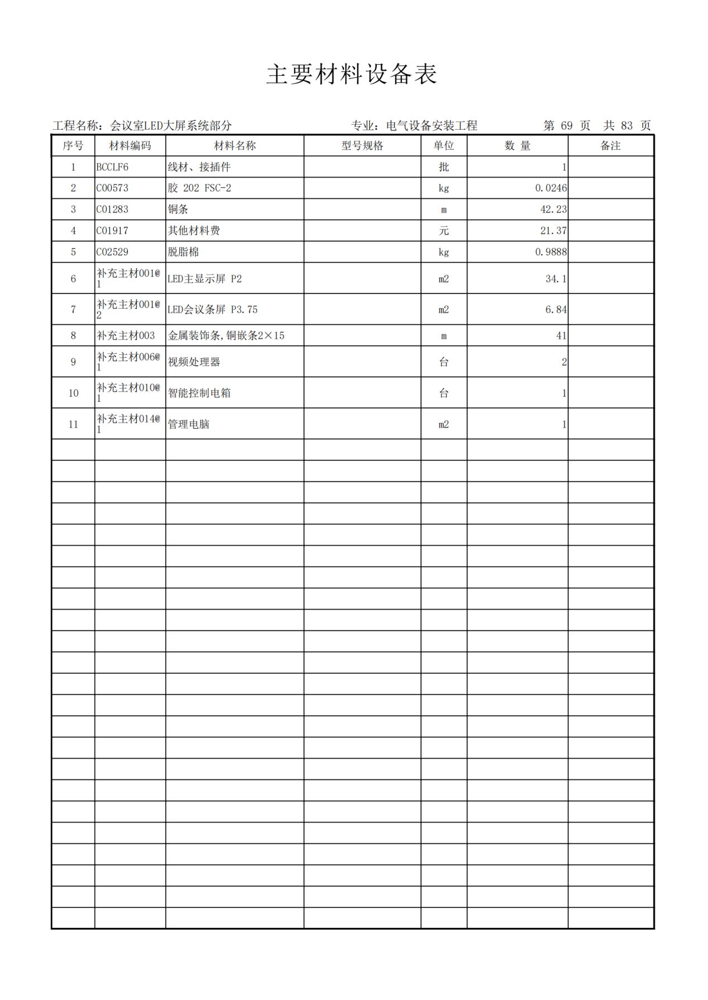 主要材料设备表
工程名称：会议室LED大屏系统部分 专业：电气设备安装工程 第 69 页 共 83 页
序号 材料编码 材料名称 型号规格 单位 数 量 备注
1 BCCLF6 线材、接插件 批 1
2 C00573 胶 202 FSC-2 kg 0.0246
3 C01283 铜条 m 42.23
4 C01917 其他材料费 元 21.37
5 C02529 脱脂棉 kg 0.9888
6 补充主材001@1 LED主显示屏 P2 m2 34.1
7 补充主材001@2 LED会议条屏 P3.75 m2 6.84
8 补充主材003 金属装饰条,铜嵌条2×15 m 41
9 补充主材006@1 视频处理器 台 2
10 补充主材010@1 智能控制电箱 台 1
11 补充主材014@1 管理电脑 m2 1